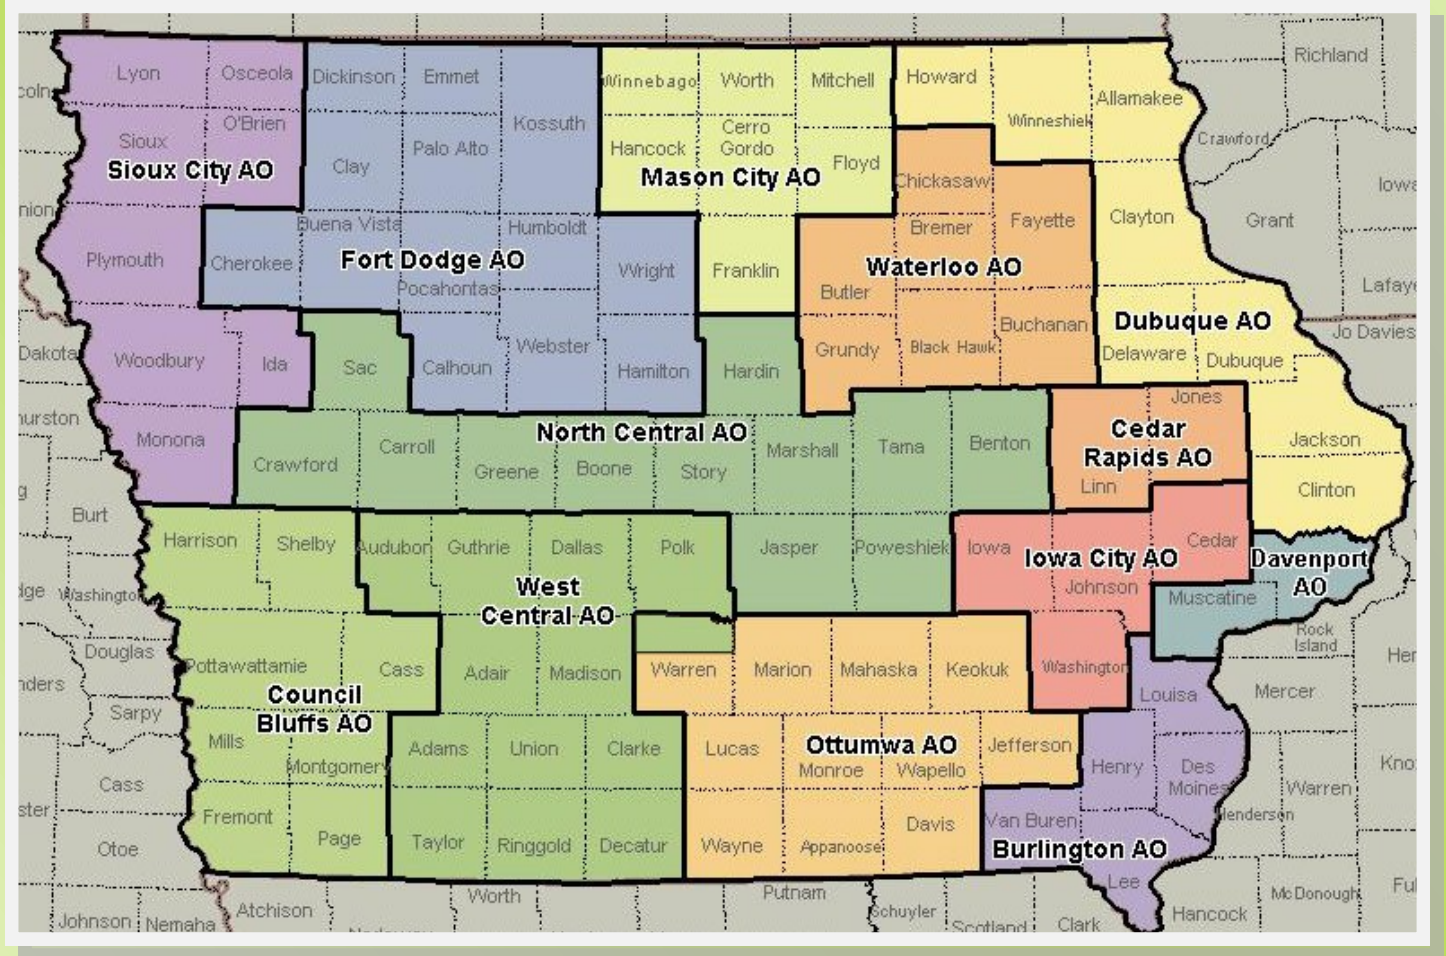 Richland
Lyon
Osceola
Dickinson
Emmet
Winnebago
Worth
Mitchell
Howard
Allamakee
O'Brien
Kossuth
Winneshiek
Crawford
Sioux
Palo Alto
Hancock
Cerro
Gordo
Floyd
Clay
Sioux City AO
Mason City AO
Chickasaw
Grant
Buena Vista
Humboldt
Bremer
Fayette
Clayton
Plymouth
Cherokee
Fort Dodge AO
Wright
Franklin
Waterloo AO
Pocahontas
Butler
Lafaye
Buchanan
Dubuque AO
Jo Davies
Dakota
Woodbury
Ida
Sac
Calhoun
Webster
Hamilton
Hardin
Grundy
Black Hawk
Delaware
Dubuque
Jones
Monona
Crawford
Carroll
North Central AO
Greene
Boone
Story
Marshall
Tama
Benton
Cedar
Rapids AO
Linn
Jackson
Clinton
Burt
Harrison
Shelby
Audubon
Guthrie
Dallas
Polk
Jasper
Poweshiek
Iowa
Iowa City AO
Cedar
Johnson
Davenport
AO
Muscatine
Washington
West
Central AO
Rock
Island
Douglas
Pottawattamie
Cass
Adair
Madison
Warren
Marion
Mahaska
Keokuk
Washington
Louisa
Mercer
Sarpy
Council
Bluffs AO
Mills
Montgomery
Adams
Union
Clarke
Lucas
Ottumwa AO
Monroe
Wapello
Jefferson
Henry
Des
Moines
Warren
Henderson
Cass
Fremont
Page
Taylor
Ringgold
Decatur
Wayne
Appanoose
Davis
Van Buren
Burlington AO
Lee
Otoe
Worth
Putnam
McDonough
Atchison
Johnson
Nemaha
Schuyler
Scotland
Clark
Hancock